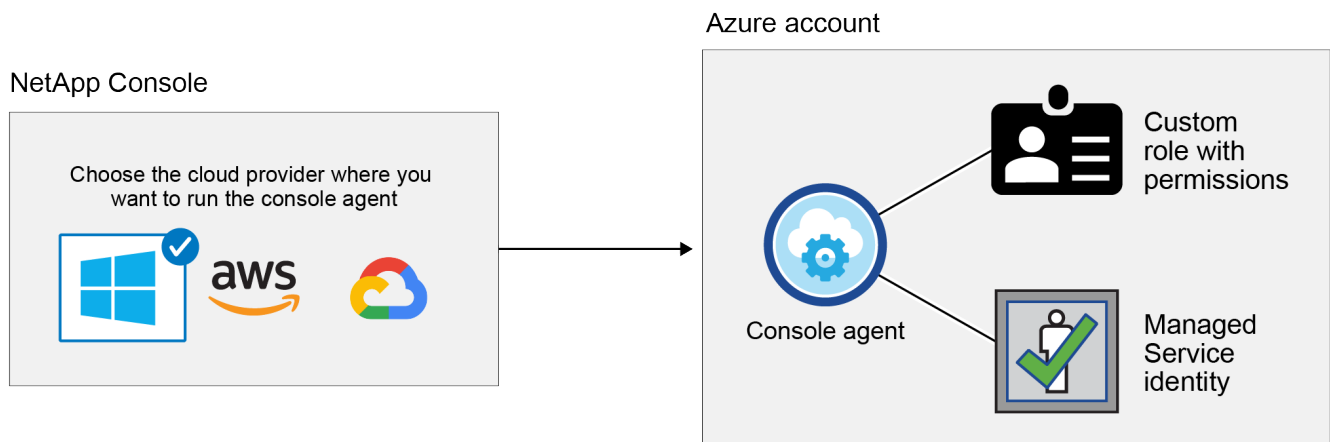 Azure account
NetApp Console
Choose the cloud provider where you
want to run the console agent
aws
Custom
role with
permissions
Console agent
Managed
Service
identity